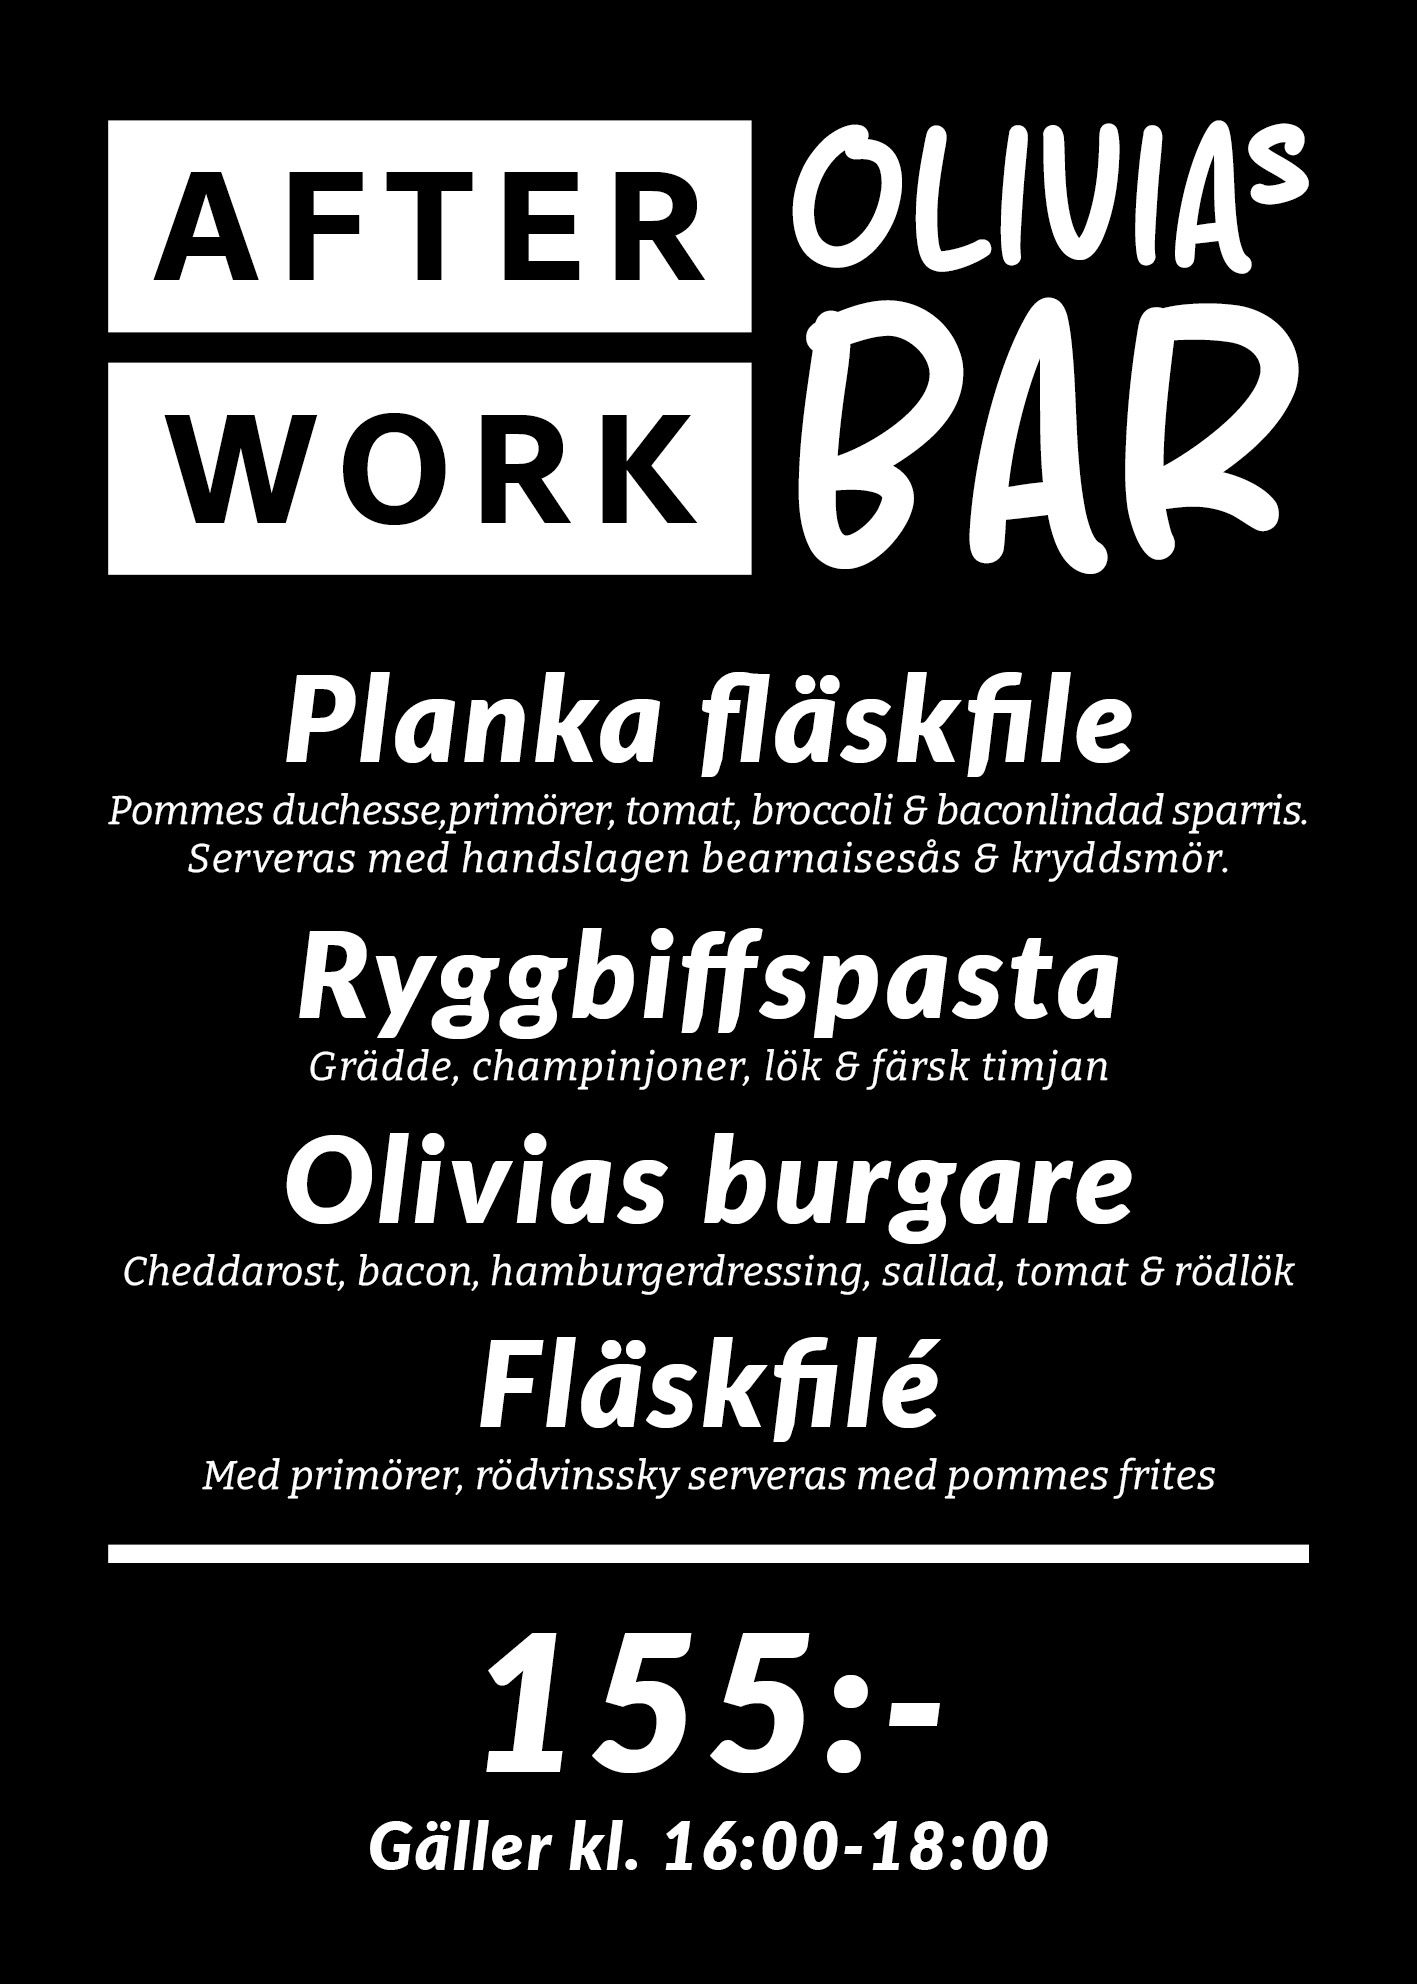 AFTER
WORK
OLIVIAs
BAR
Planka fläskfile
Pommes duchesse,primörer, tomat, broccoli & baconlindad sparris.
Serveras med handslagen bearnaisesås & kryddsmör.
Ryggbiffspasta
Grädde, champinjoner, lök & färsk timjan
Olivias burgare
Cheddarost, bacon, hamburgerdressing, sallad, tomat & rödlök
Fläskfilé
Med primörer, rödvinssky serveras med pommes frites
155:-
Gäller kl. 16:00-18:00